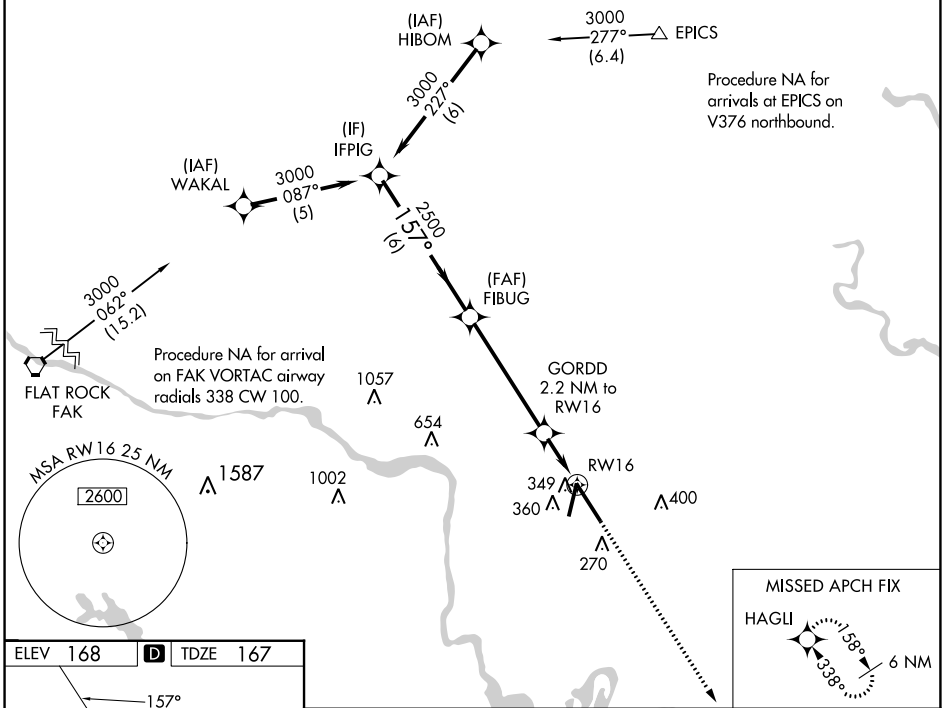 (IAF)
HIBOM
3000
277°
(6.4)
EPICS
Procedure NA for
arrivals at EPICS on
V376 northbound.
3000
227°
(6)
(IF)
IFPIG
(IAF)
WAKAL
3000
087°
(5)
2500
157°
(6)
(FAF)
FIBUG
3000
062°
(15.2)
FLAT ROCK
FAK
Procedure NA for arrival
on FAK VORTAC airway
radials 338 CW 100.
GORDD
2.2 NM to
RW16
1057
654
1002
1587
MSA RW16 25 NM
2600
RW16
349
360
400
270
MISSED APCH FIX
HAGLI
158°
338°
6 NM
ELEV 168 D TDZE 167
157°